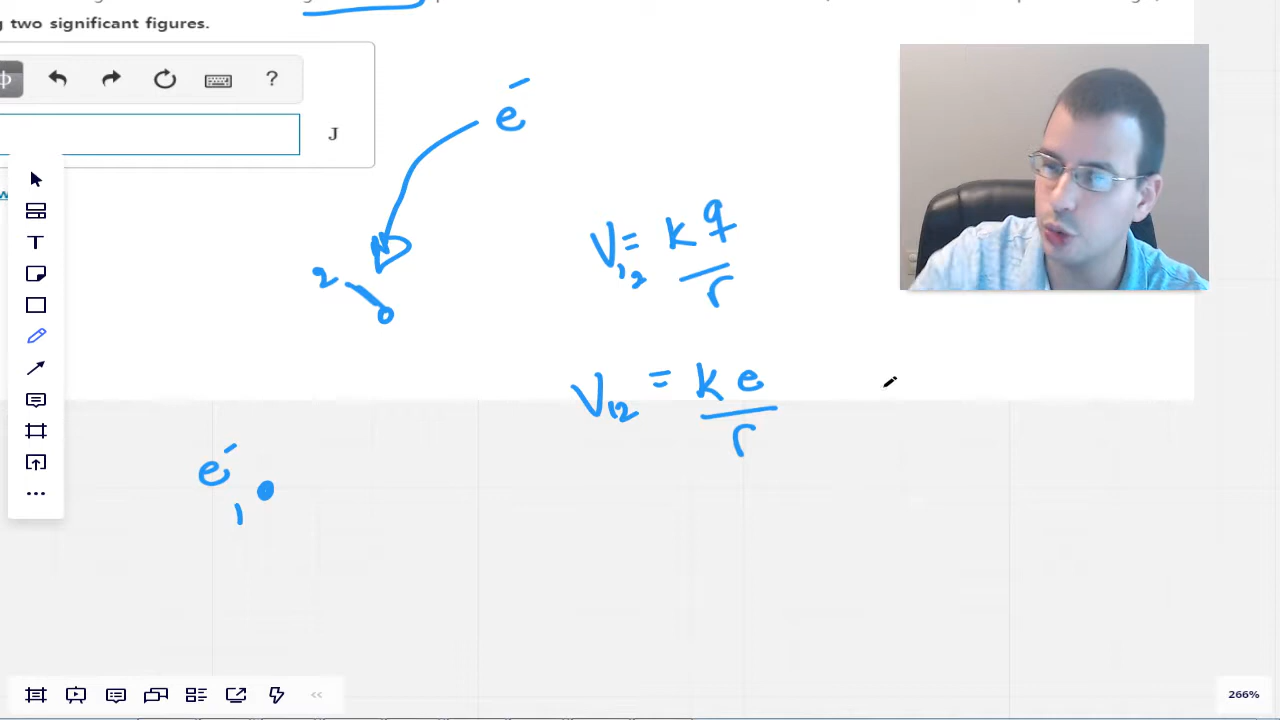 g two significant figures.
?
J
e⁻
V₁₂ = k q
r
2
V₁₂ = k e
r
e⁻
1
T
266%